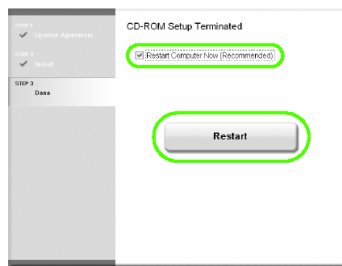 STEP 1
License Agreement
STEP 2
Install
STEP 3
Done
CD-ROM Setup Terminated
Restart Computer Now (Recommended)
Restart